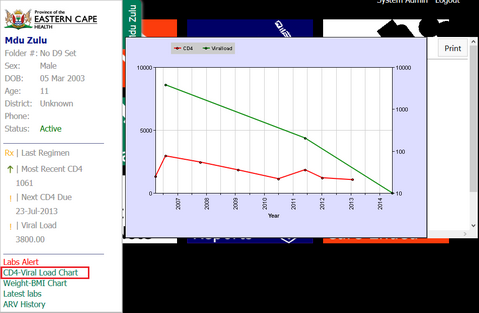 Province of the
EASTERN CAPE
HEALTH
Mdu Zulu
Folder #: No D9 Set
Sex: Male
DOB: 05 Mar 2003
Age: 11
District: Unknown
Phone:
Status: Active
Rx | Last Regimen
| Most Recent CD4
1061
| Next CD4 Due
23-Jul-2013
| Viral Load
3800.00
Labs Alert
CD4-Viral Load Chart
Weight-BMI Chart
Latest labs
ARV History
Mdu Zulu
System Admin Logout
Print
CD4 Viralload
10000
5000
0
10000
1000
100
10
2007 2008 2009 2010 2011 2012 2013 2014
Year
Reports